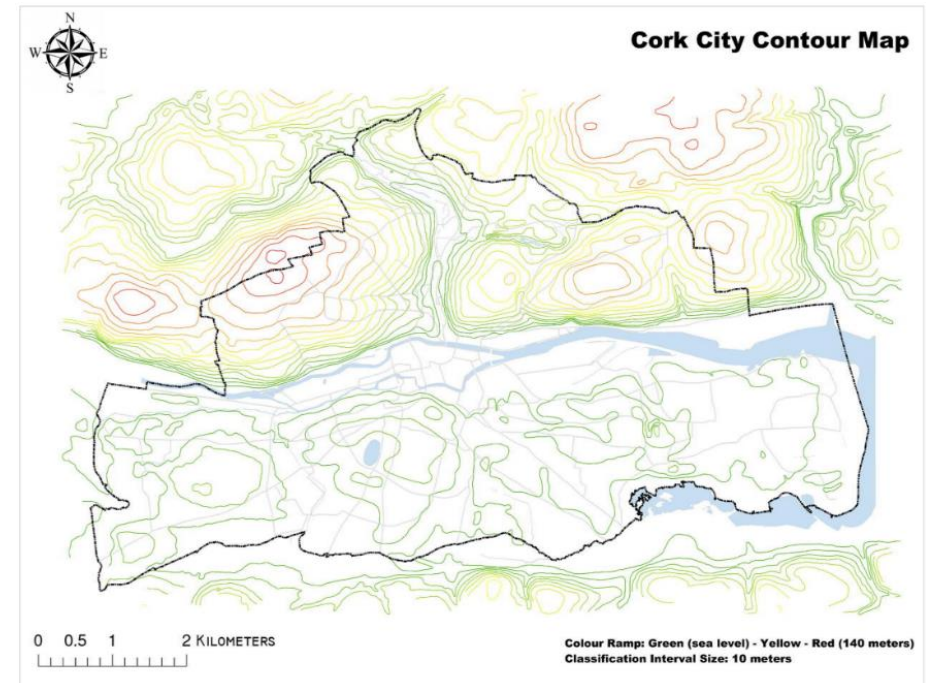 N
W E
S
Cork City Contour Map
0 0.5 1 2 KILOMETERS
Colour Ramp: Green (sea level) - Yellow - Red (140 meters)
Classification Interval Size: 10 meters